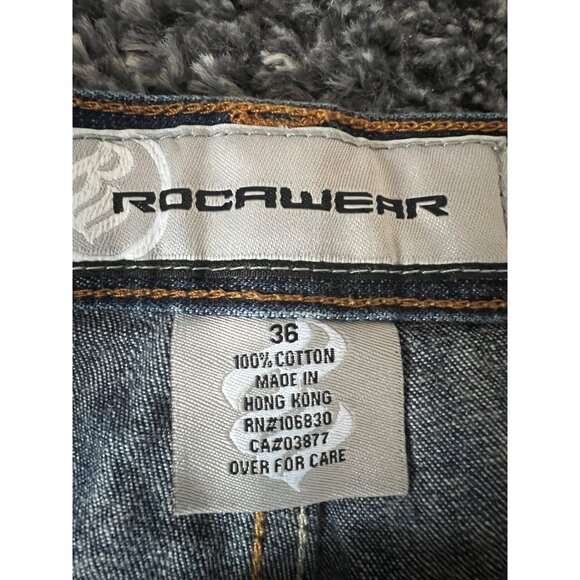 ROCAWEAR
36
100% COTTON
MADE IN
HONG KONG
RN#106830
CA#03877
OVER FOR CARE